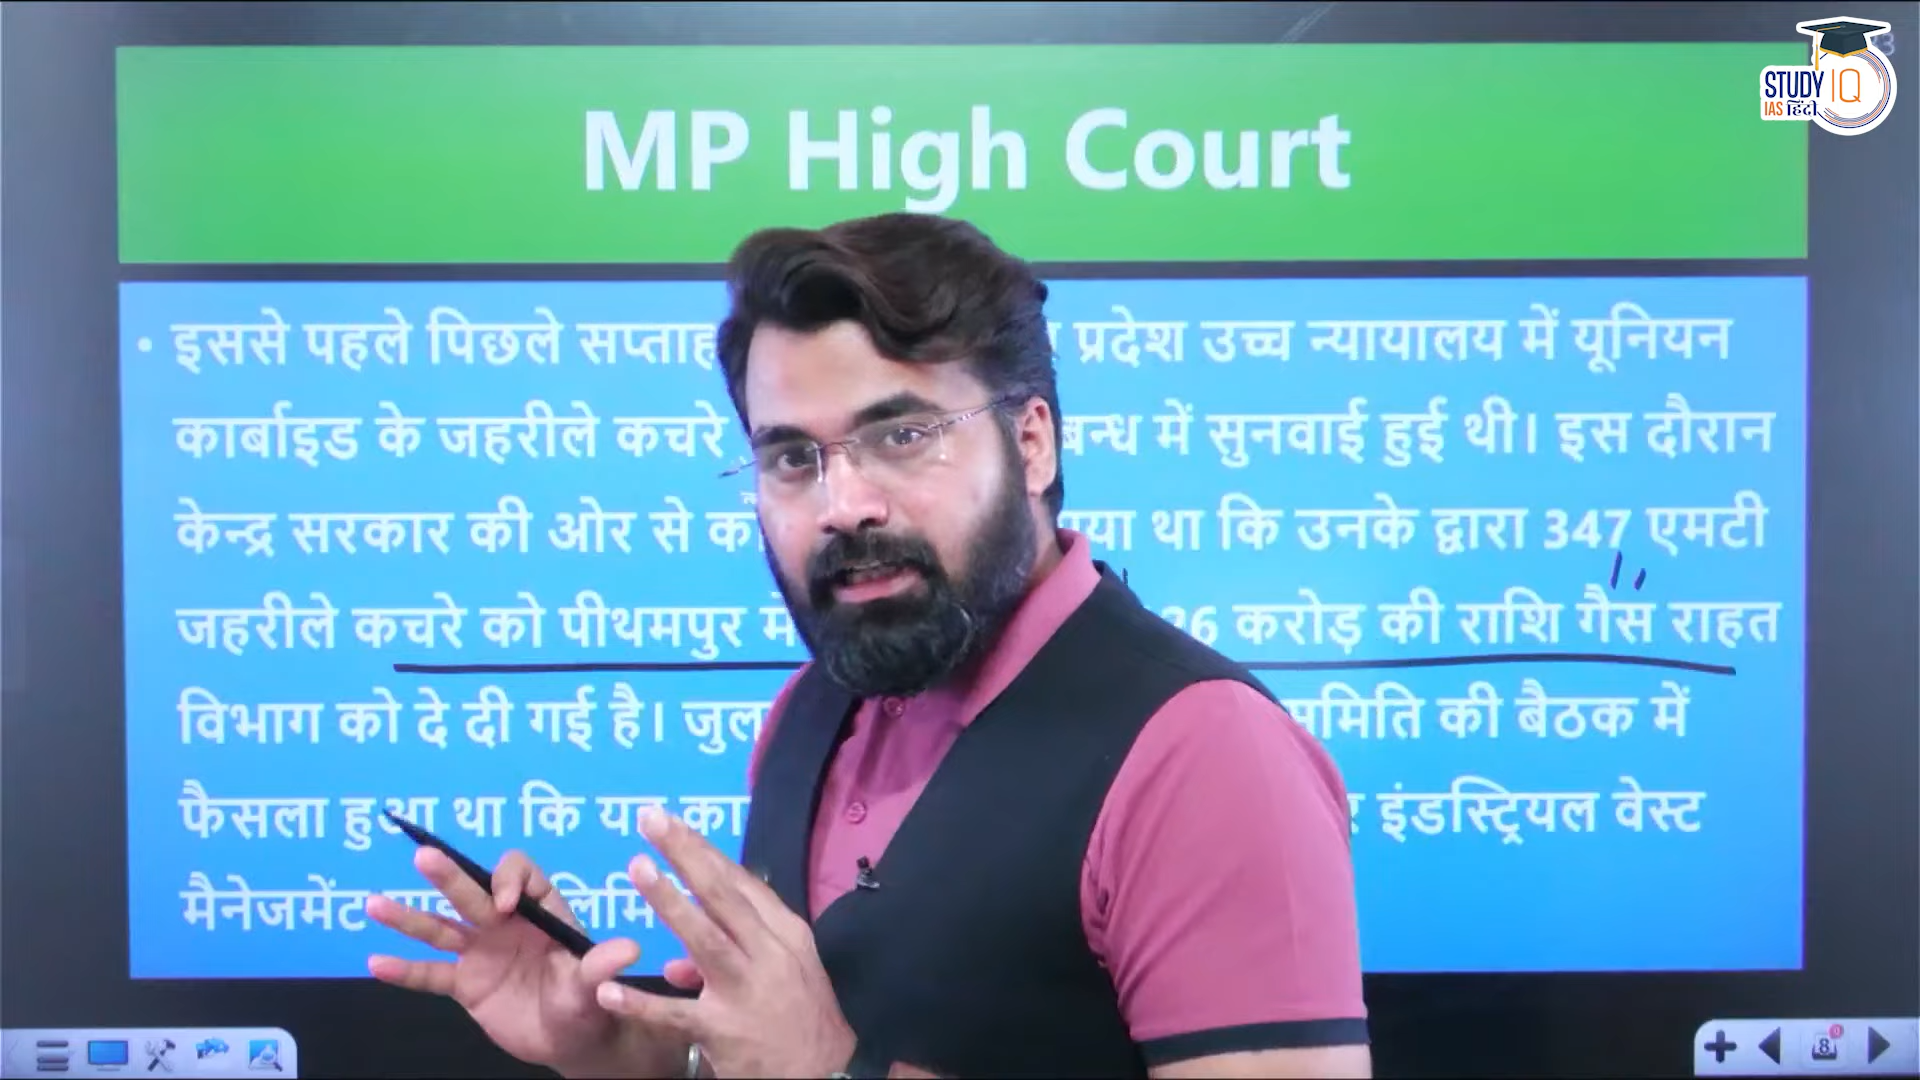 MP High Court
STUDY IQ
IAS हिंदी
• इससे पहले पिछले सप्ताह प्रदेश उच्च न्यायालय में यूनियन
कार्बाइड के जहरीले कचरे में सुनवाई हुई थी। इस दौरान
केन्द्र सरकार की ओर से था कि उनके द्वारा 347 एमटी
जहरीले कचरे को पीथमपुर करोड़ की राशि गैस राहत
विभाग को दे दी गई है। समिति की बैठक में
फैसला हुआ था कि इंडस्ट्रियल वेस्ट
मैनेजमेंट
8